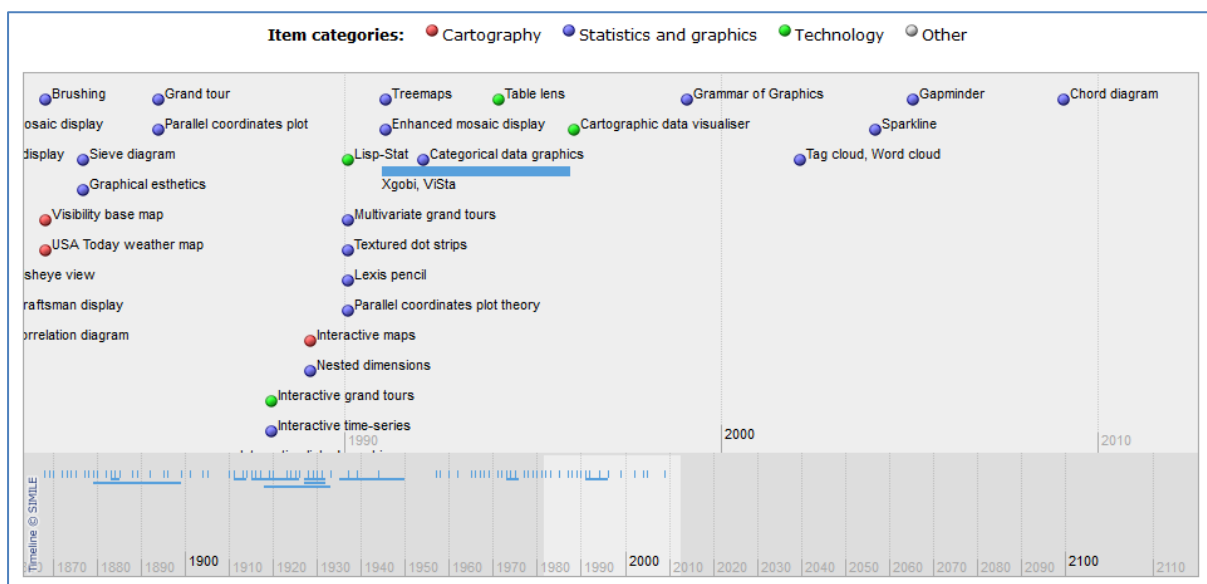 Item categories: Cartography Statistics and graphics Technology Other
Brushing Grand tour Treemaps Table lens Grammar of Graphics Gapminder Chord diagram
osaic display Parallel coordinates plot Enhanced mosaic display Cartographic data visualiser Sparkline
display Sieve diagram Lisp-Stat Categorical data graphics Tag cloud, Word cloud
Graphical esthetics Xgobi, ViSta
Visibility base map Multivariate grand tours
USA Today weather map Textured dot strips
sheye view Lexis pencil
raftsman display Parallel coordinates plot theory
orrelation diagram Interactive maps
Nested dimensions
Interactive grand tours
Interactive time-series
1990 2000 2010
Timeline © SIMILE
1870 1880 1890 1900 1910 1920 1930 1940 1950 1960 1970 1980 1990 2000 2010 2020 2030 2040 2050 2060 2070 2080 2090 2100 2110